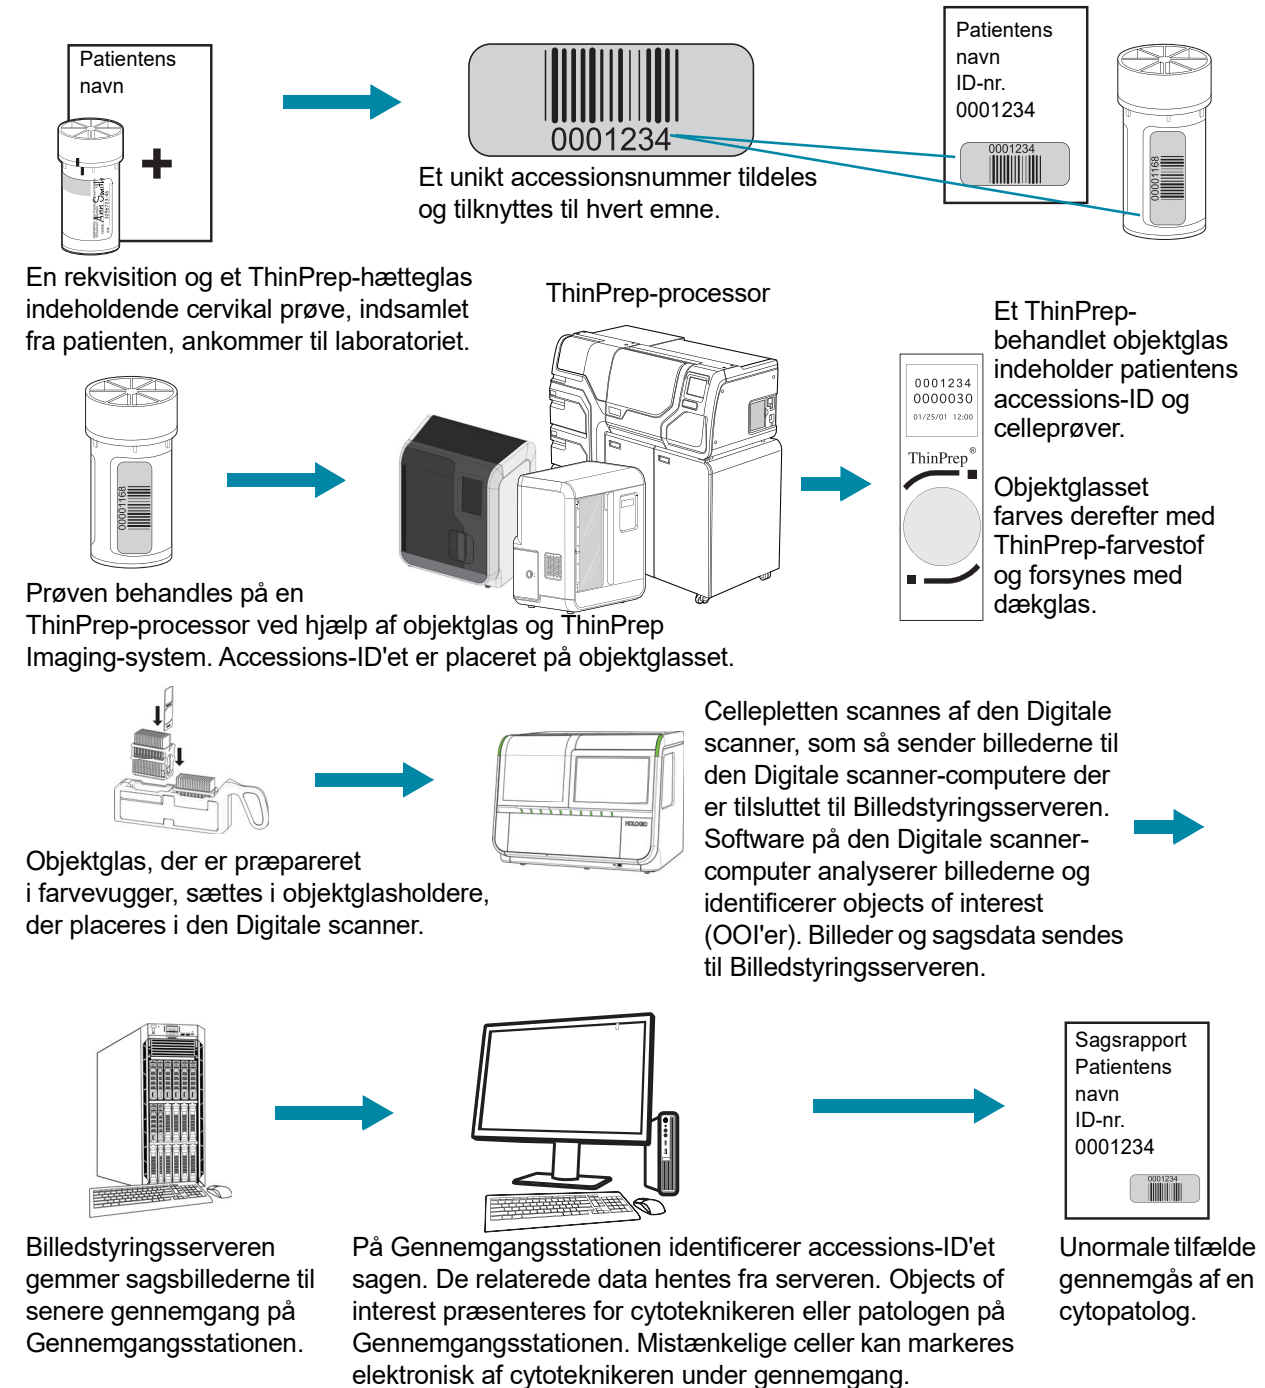 Patientens
navn
Ann Smith
0001234
Et unikt accessionsnummer tildeles
og tilknyttes til hvert emne.
Patientens
navn
ID-nr.
0001234
0001234
00001168
En rekvisition og et ThinPrep-hætteglas
indeholdende cervikal prøve, indsamlet
fra patienten, ankommer til laboratoriet.
00001168
Prøven behandles på en
ThinPrep-processor ved hjælp af objektglas og ThinPrep
Imaging-system. Accessions-ID'et er placeret på objektglasset.
ThinPrep-processor
0001234
0000030
01/25/01 12:00
ThinPrep®
Et ThinPrep-
behandlet objektglas
indeholder patientens
accessions-ID og
celleprøver.
Objektglasset
farves derefter med
ThinPrep-farvestof
og forsynes med
dækglas.
Objektglas, der er præpareret
i farvevugger, sættes i objektglasholdere,
der placeres i den Digitale scanner.
HOLOGIC
Cellepletten scannes af den Digitale
scanner, som så sender billederne til
den Digitale scanner-computere der
er tilsluttet til Billedstyringsserveren.
Software på den Digitale scanner-
computer analyserer billederne og
identificerer objects of interest
(OOI'er). Billeder og sagsdata sendes
til Billedstyringsserveren.
Billedstyringsserveren
gemmer sagsbillederne til
senere gennemgang på
Gennemgangsstationen.
På Gennemgangsstationen identificerer accessions-ID'et
sagen. De relaterede data hentes fra serveren. Objects of
interest præsenteres for cytoteknikeren eller patologen på
Gennemgangsstationen. Mistænkelige celler kan markeres
elektronisk af cytoteknikeren under gennemgang.
Sagsrapport
Patientens
navn
ID-nr.
0001234
0001234
Unormale tilfælde
gennemgås af en
cytopatolog.